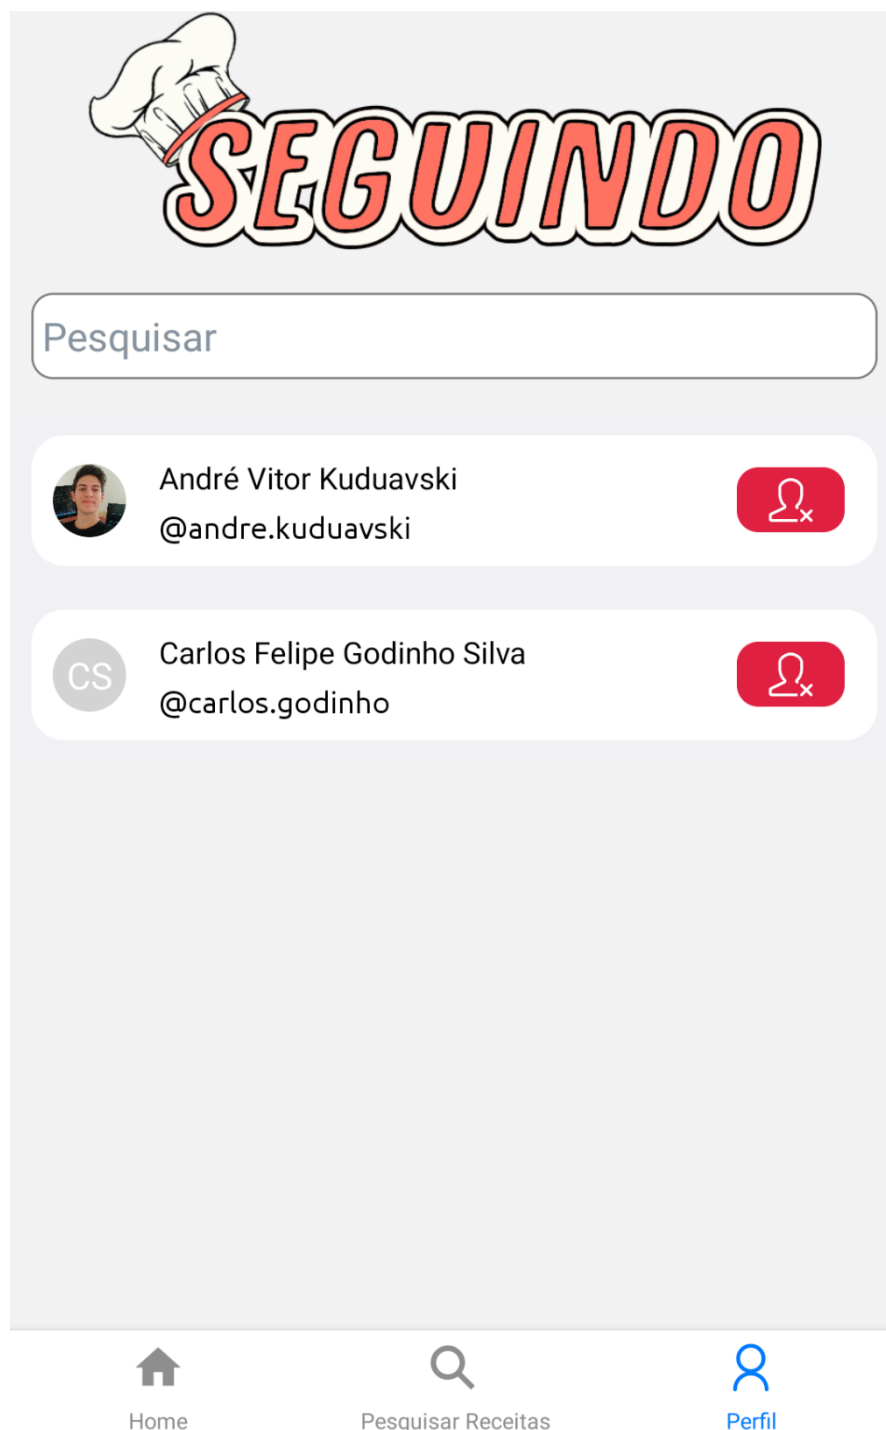 SEGUINDO
Pesquisar
André Vitor Kuduavski
@andre.kuduavski
CS
Carlos Felipe Godinho Silva
@carlos.godinho
Home
Pesquisar Receitas
Perfil